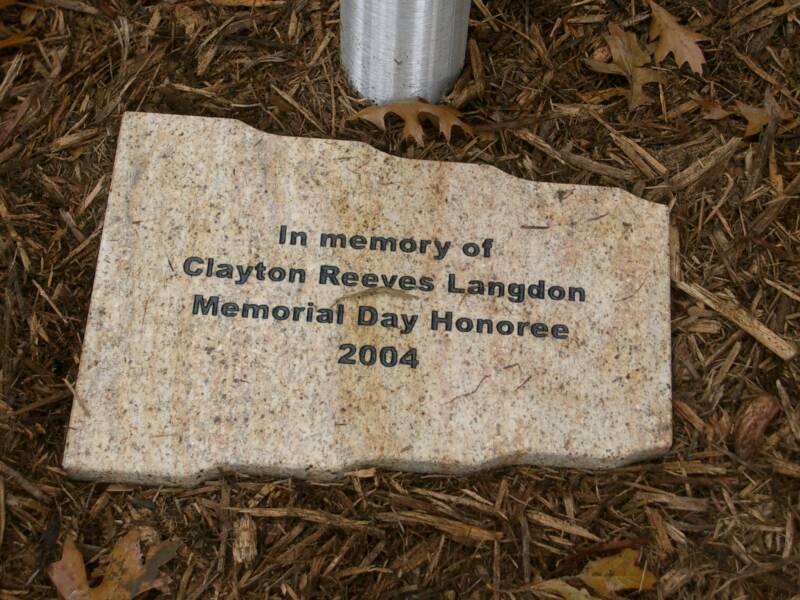 In memory of
Clayton Reeves Langdon
Memorial Day Honoree
2004